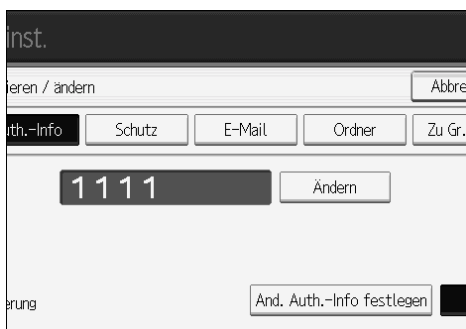 inst.
ieren / ändern Abbre
uth.-Info Schutz E-Mail Ordner Zu Gr.
1111 Ändern
erung And. Auth.-Info festlegen